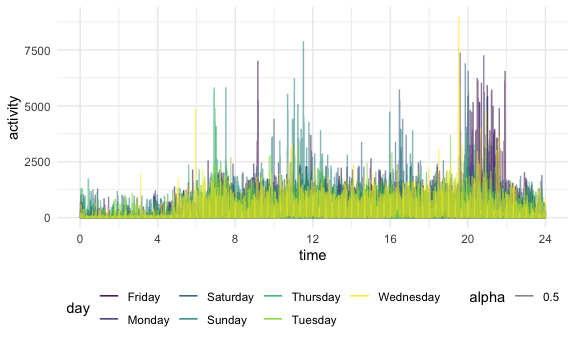 7500
5000
2500
0
activity
0 4 8 12 16 20 24
time
day
Friday Saturday Thursday Wednesday
Monday Sunday Tuesday
alpha 0.5